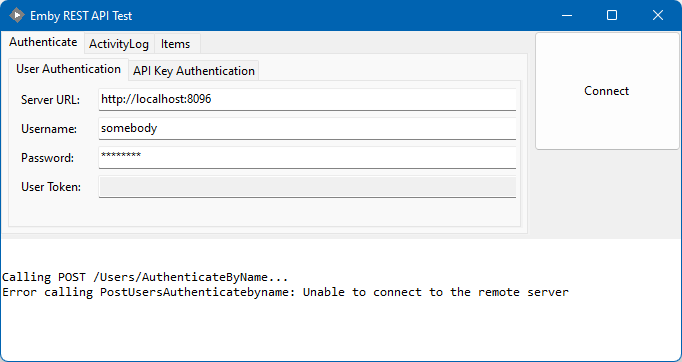 Emby REST API Test
Authenticate ActivityLog Items
User Authentication API Key Authentication
Server URL: http://localhost:8096
Username: somebody
Password: ********
User Token:
Connect
Calling POST /Users/AuthenticateByName...
Error calling PostUsersAuthenticatebyname: Unable to connect to the remote server